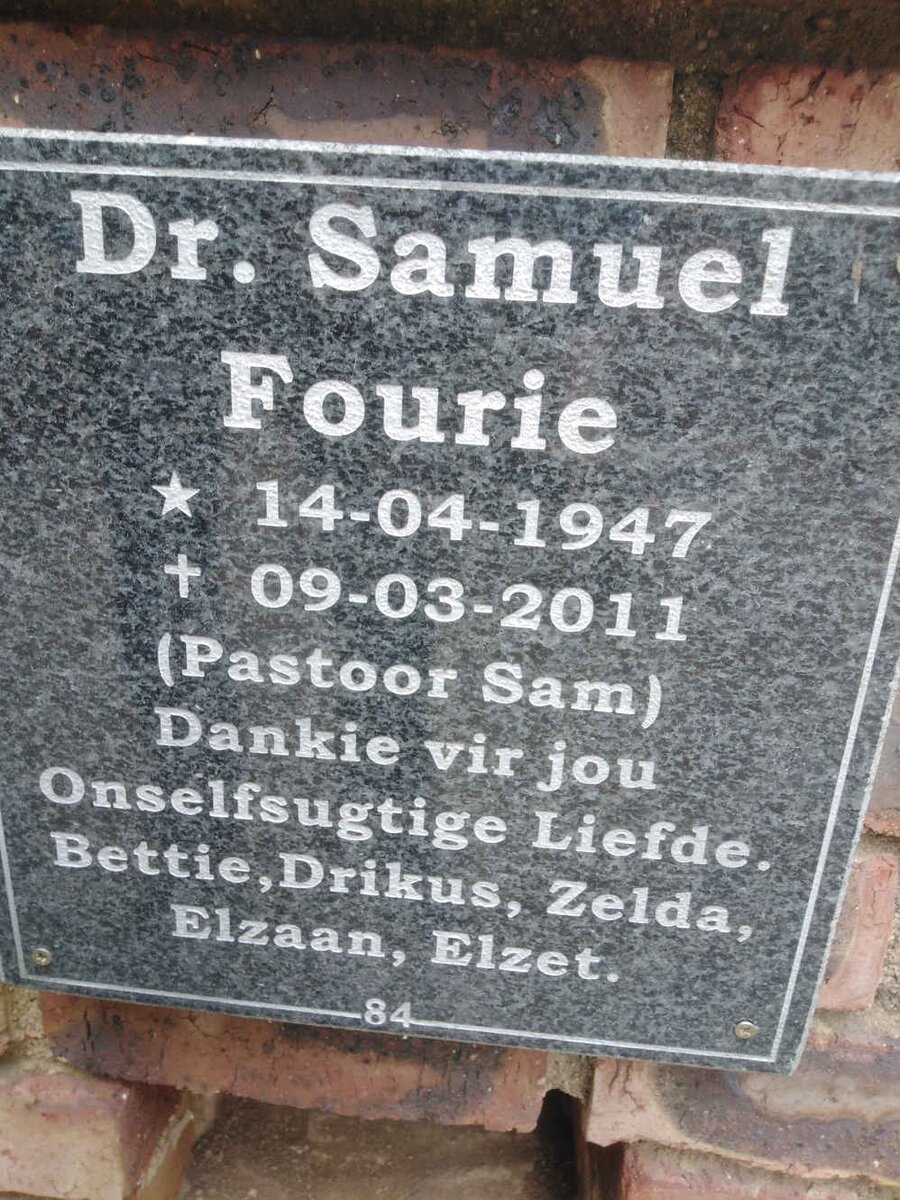 Dr. Samuel
Fourie
★ 14-04-1947
✝ 09-03-2011
(Pastoor Sam)
Dankie vir jou
Onselfsugtige Liefde.
Bettie,Drikus, Zelda,
Elzaan, Elzet.
84